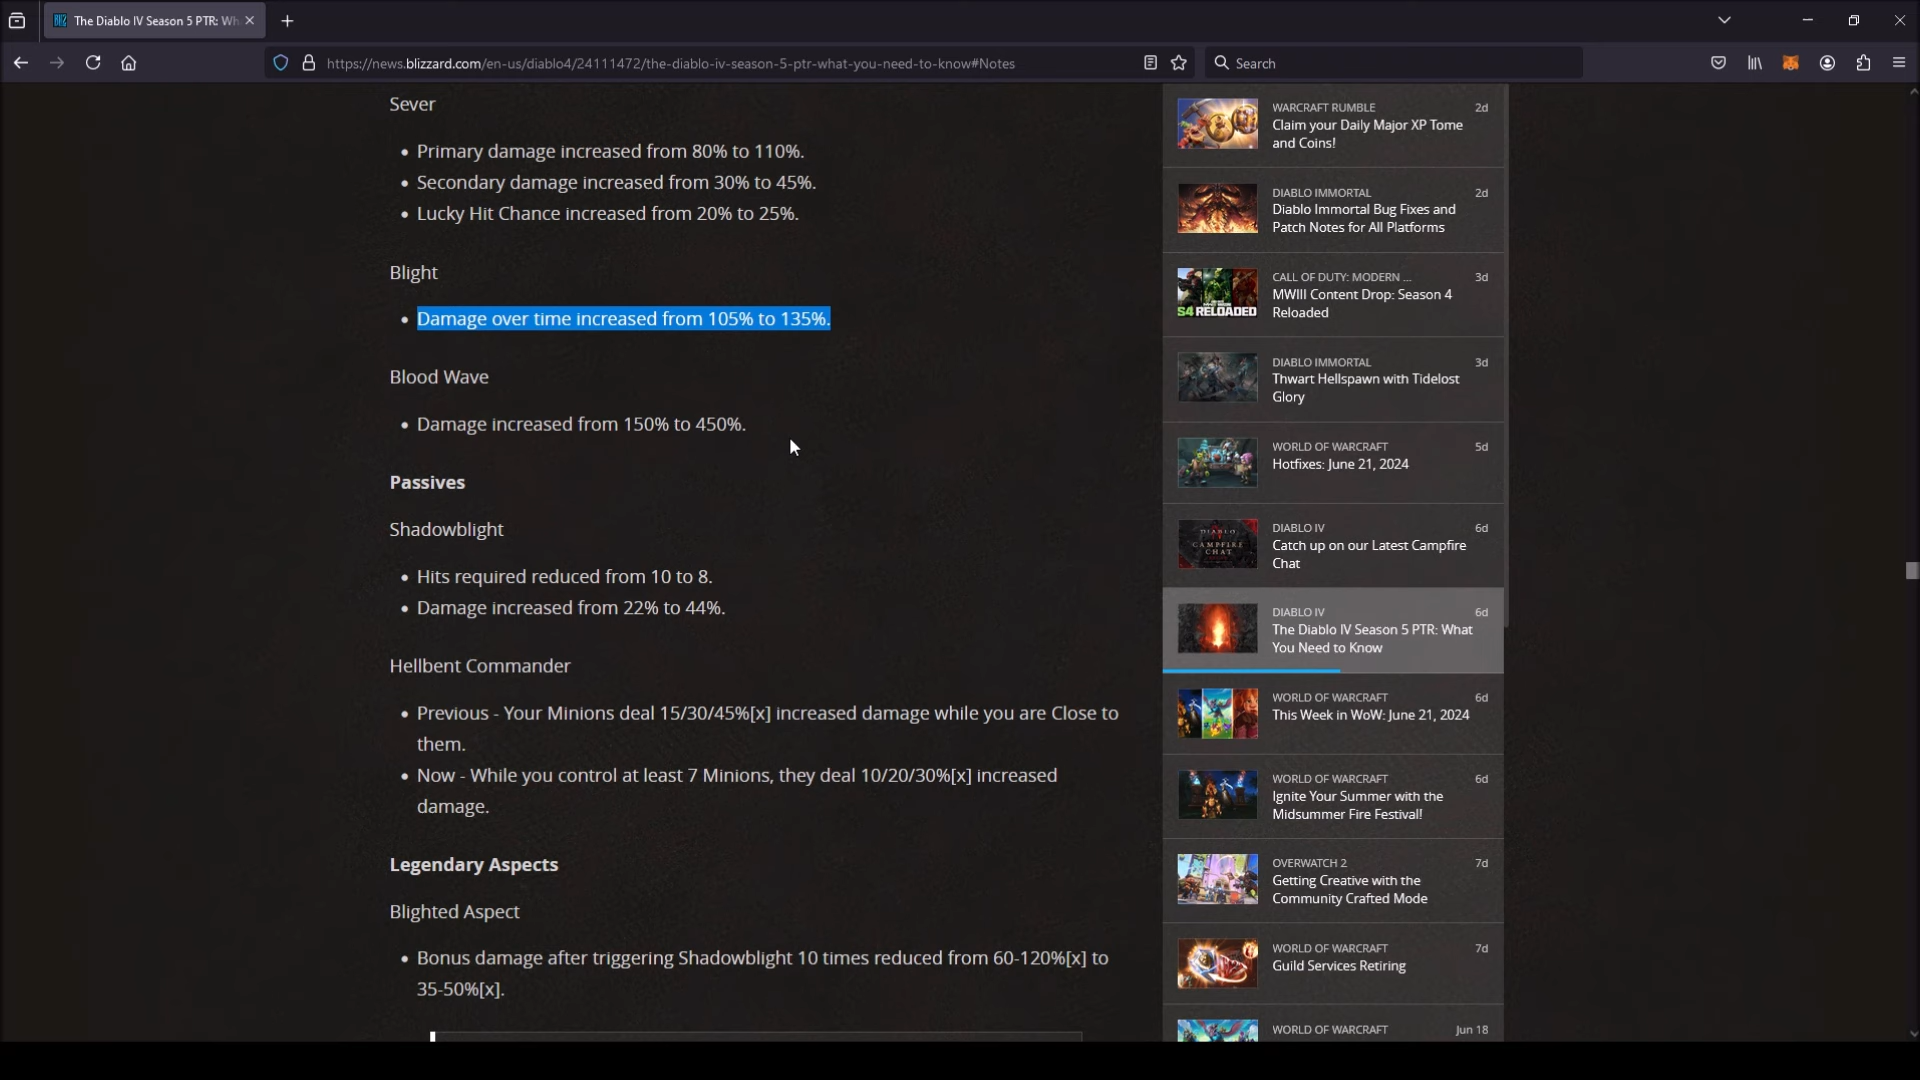 The Diablo IV Season 5 PTR: Wh
https://news.blizzard.com/en-us/diablo4/24111472/the-diablo-iv-season-5-ptr-what-you-need-to-know#Notes
Search
Sever
Primary damage increased from 80% to 110%.
Secondary damage increased from 30% to 45%.
Lucky Hit Chance increased from 20% to 25%.
Blight
Damage over time increased from 105% to 135%.
Blood Wave
Damage increased from 150% to 450%.
Passives
Shadowblight
Hits required reduced from 10 to 8.
Damage increased from 22% to 44%.
Hellbent Commander
Previous - Your Minions deal 15/30/45%[x] increased damage while you are Close to
them.
Now - While you control at least 7 Minions, they deal 10/20/30%[x] increased
damage.
Legendary Aspects
Blighted Aspect
Bonus damage after triggering Shadowblight 10 times reduced from 60-120%[x] to
35-50%[x].
WARCRAFT RUMBLE 2d
Claim your Daily Major XP Tome
and Coins!
DIABLO IMMORTAL 2d
Diablo Immortal Bug Fixes and
Patch Notes for All Platforms
S4 RELOADED
CALL OF DUTY: MODERN ... 3d
MWIII Content Drop: Season 4
Reloaded
DIABLO IMMORTAL 3d
Thwart Hellspawn with Tidelost
Glory
WORLD OF WARCRAFT 5d
Hotfixes: June 21, 2024
DIABLO
CAMPFIRE
CHAT
DIABLO IV 6d
Catch up on our Latest Campfire
Chat
DIABLO IV 6d
The Diablo IV Season 5 PTR: What
You Need to Know
WORLD OF WARCRAFT 6d
This Week in WoW: June 21, 2024
WORLD OF WARCRAFT 6d
Ignite Your Summer with the
Midsummer Fire Festival!
OVERWATCH 2 7d
Getting Creative with the
Community Crafted Mode
WORLD OF WARCRAFT 7d
Guild Services Retiring
WORLD OF WARCRAFT Jun 18